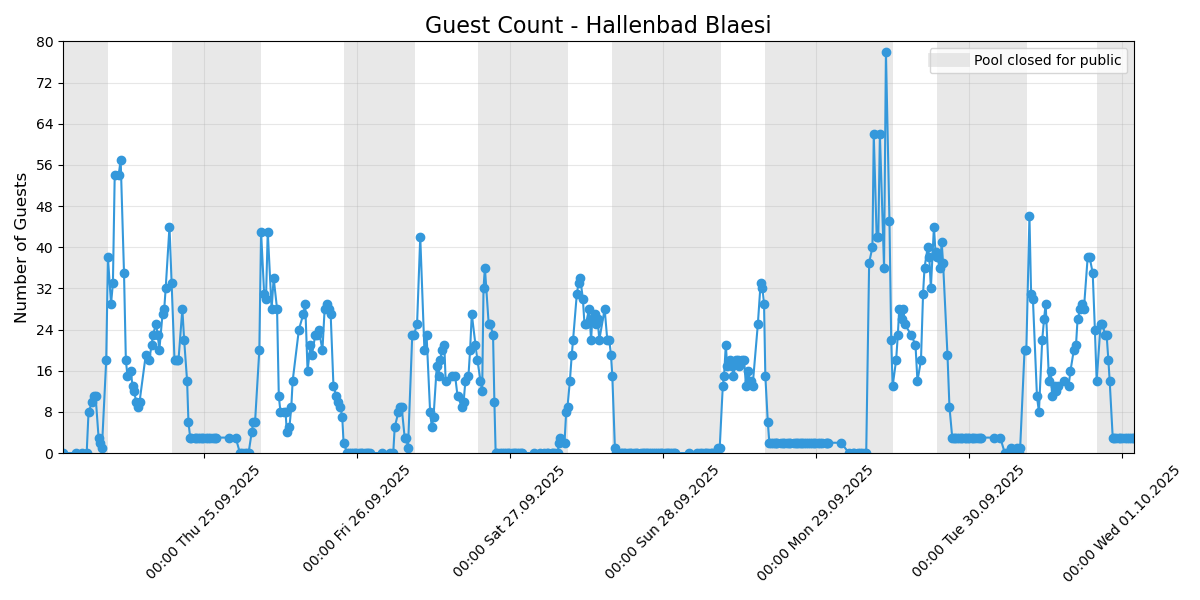 Guest Count - Hallenbad Blaesi
Pool closed for public
Number of Guests
80
72
64
56
48
40
32
24
16
8
0
00:00 Thu 25.09.2025
00:00 Fri 26.09.2025
00:00 Sat 27.09.2025
00:00 Sun 28.09.2025
00:00 Mon 29.09.2025
00:00 Tue 30.09.2025
00:00 Wed 01.10.2025